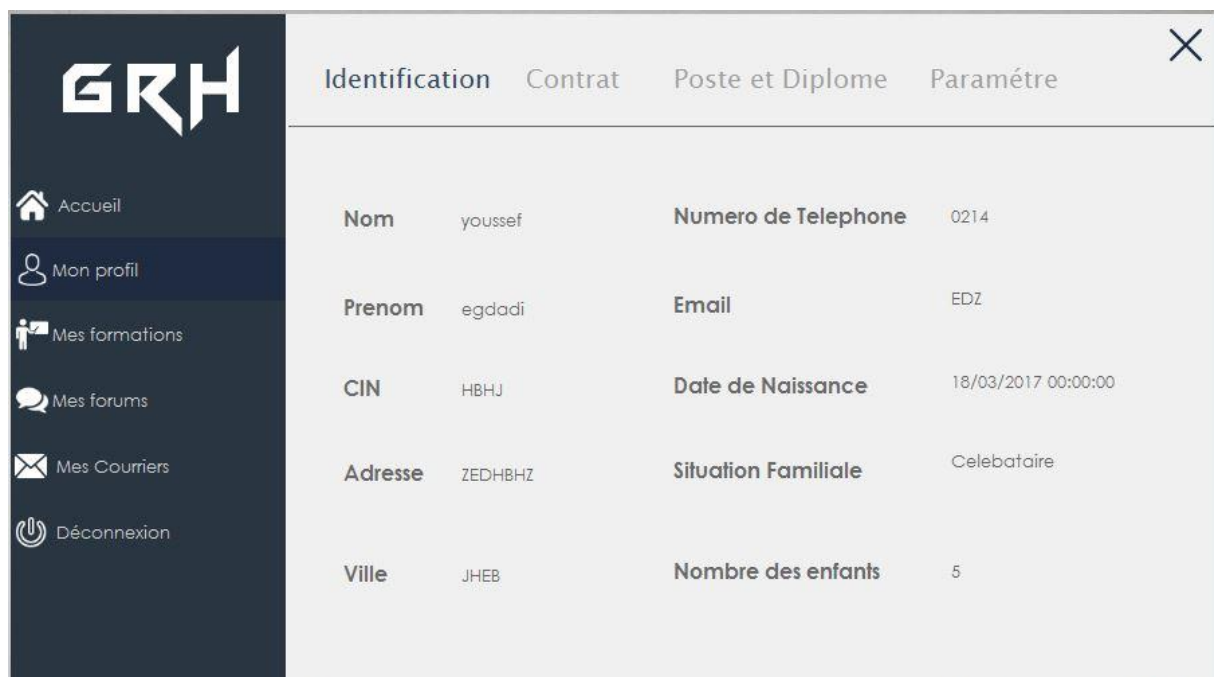 GRH
Identification Contrat Poste et Diplome Paramétre
Accueil
Mon profil
Mes formations
Mes forums
Mes Courriers
Déconnexion
Nom youssef Numero de Telephone 0214
Prenom egdadi Email EDZ
CIN HBHJ Date de Naissance 18/03/2017 00:00:00
Adresse ZEDHBHZ Situation Familiale Celebataire
Ville JHEB Nombre des enfants 5